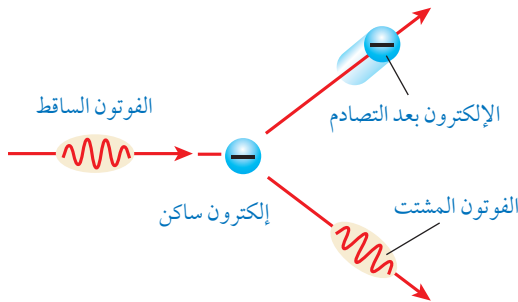 الإلكترون بعد التصادم
الفوتون الساقط
إلكترون ساكن
الفوتون المشتت